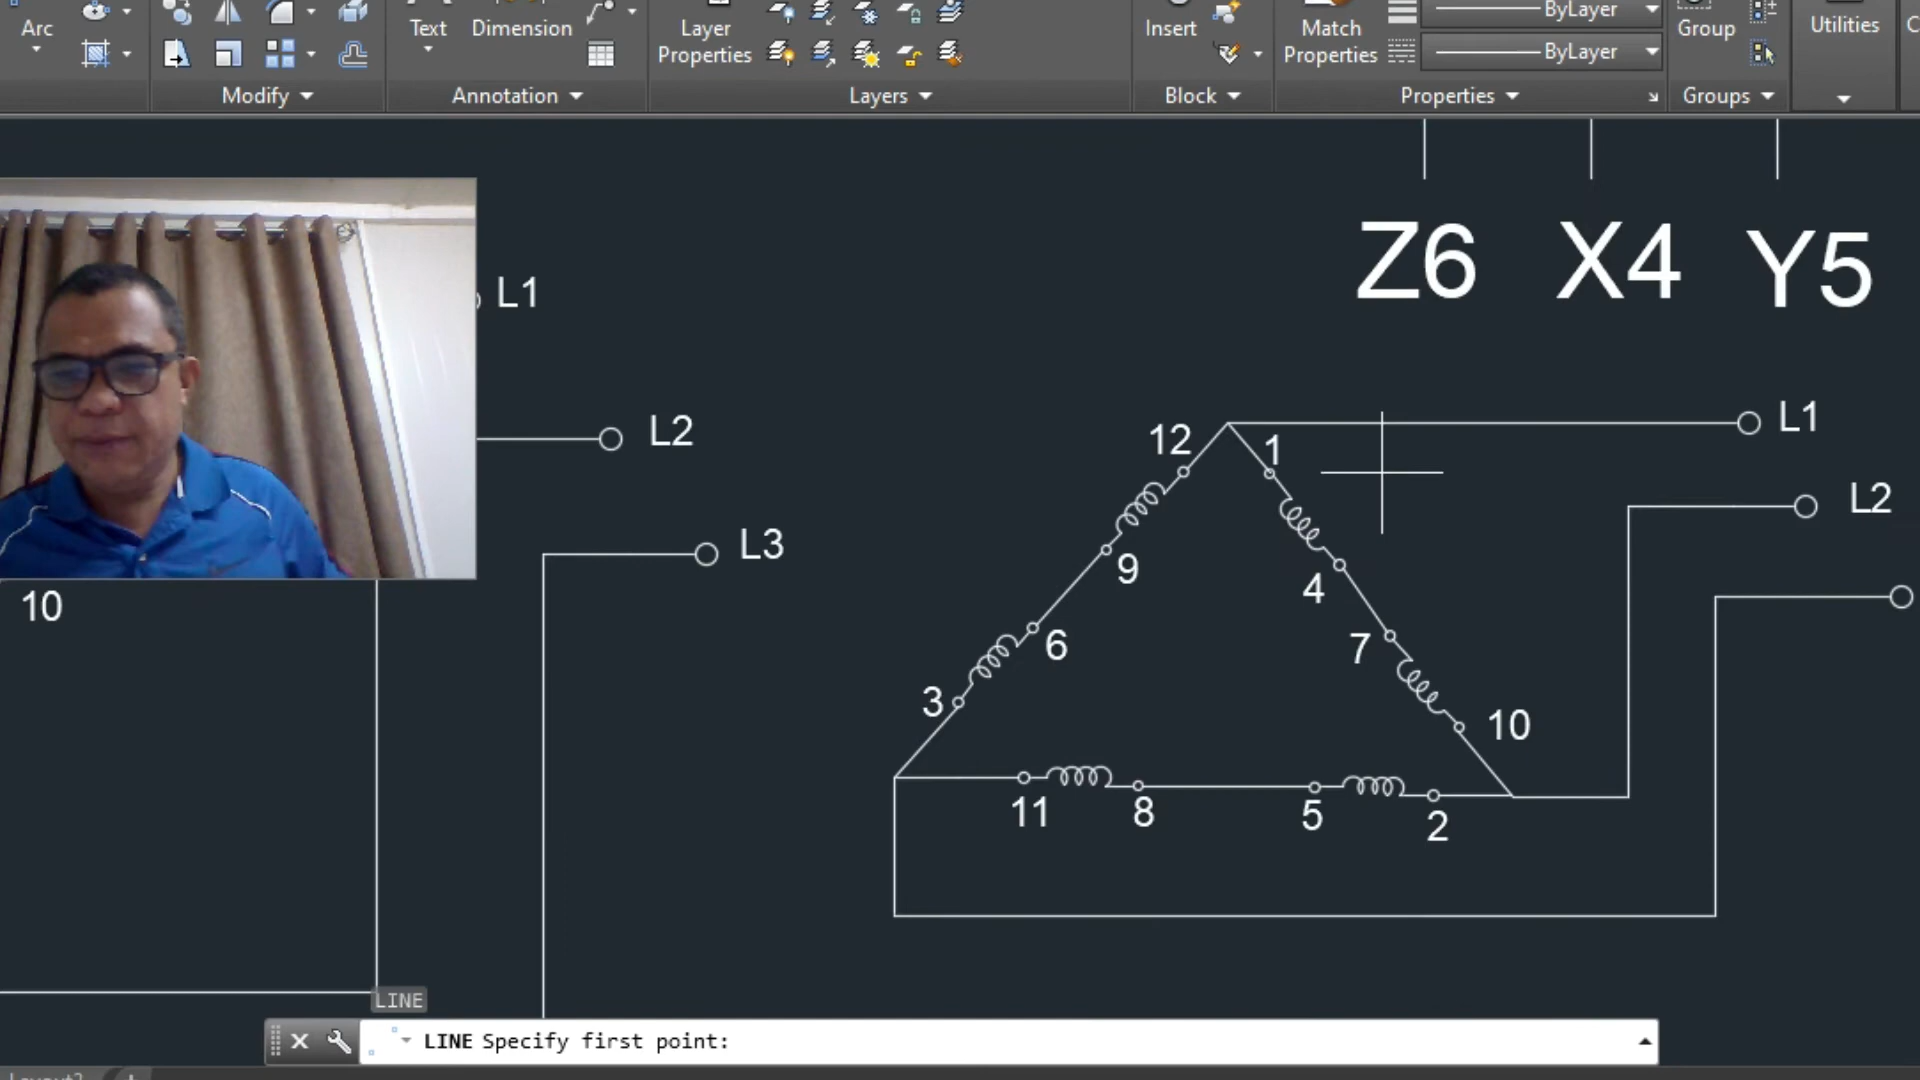 Arc
Text
Dimension
Layer
Properties
Insert
Match
Properties
ByLayer
ByLayer
Group
Utilities
Modify
Annotation
Layers
Block
Properties
Groups
Z6 X4 Y5
L1
L2
L3
10
12
1
L1
L2
9
4
6
7
3
10
11
8
5
2
LINE
LINE Specify first point: